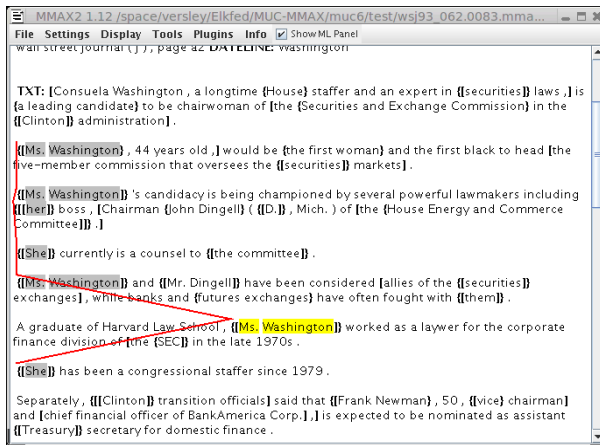 MMAX2 1.12 /space/versley/Elkfed/MUC-MMAX/muc6/test/wsj93_062.0083.mma...
File Settings Display Tools Plugins Info Show ML Panel
wall street journal ( j ) , page a2 DATELINE: Washington
TXT: [Consuela Washington , a longtime {House} staffer and an expert in {[securities]} laws ,] is
{a leading candidate} to be chairwoman of [the {Securities and Exchange Commission} in the
{[Clinton]} administration] .
{[Ms. Washington} , 44 years old ,] would be {the first woman} and the first black to head [the
five-member commission that oversees the {[securities]} markets] .
{[Ms. Washington]} 's candidacy is being championed by several powerful lawmakers including
{[[her]} boss , [Chairman {John Dingell} ( {[D.]} , Mich. ) of [the {House Energy and Commerce
Committee]]} .]
{[She]} currently is a counsel to {[the committee]} .
{[Ms. Washington]} and {[Mr. Dingell]} have been considered [allies of the {[securities]}
exchanges] , while banks and {futures exchanges} have often fought with {[them]} .
A graduate of Harvard Law School , {[Ms. Washington]} worked as a laywer for the corporate
finance division of [the {SEC]} in the late 1970s .
{[She]} has been a congressional staffer since 1979 .
Separately , {[[Clinton]} transition officials] said that {[Frank Newman} , 50 , {[vice} chairman]
and [chief financial officer of BankAmerica Corp.] ,] is expected to be nominated as assistant
{[Treasury]} secretary for domestic finance .